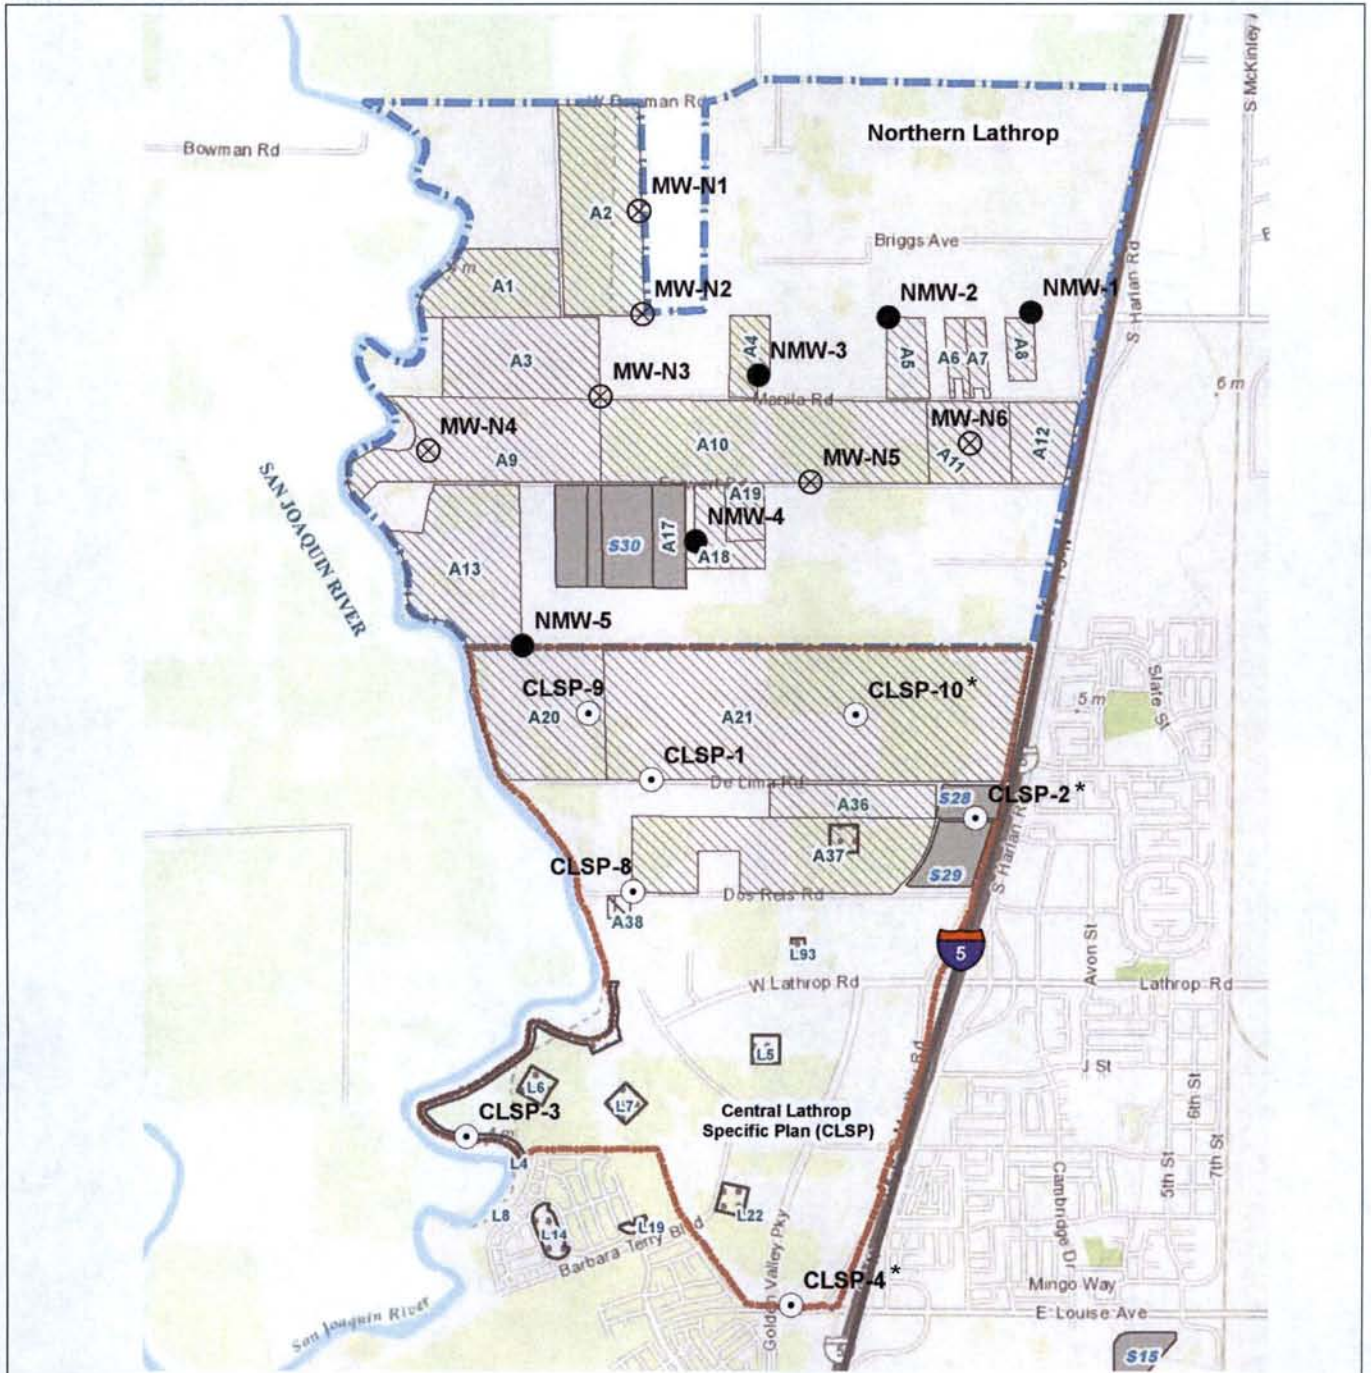 W Bowman Rd
S McKinley A
Bowman Rd
Northern Lathrop
MW-N1
A2
Briggs Ave
S Harlan Rd
A1
MW-N2
NMW-2
NMW-1
A3
A4
NMW-3
A5
A6
A7
A8
MW-N3
Manila Rd
6 m
MW-N4
A9
A10
MW-N6
A11
A12
MW-N5
SAN JOAQUIN RIVER
A19
NMW-4
S30
A17
A18
A13
NMW-5
CLSP-9
A20
A21
CLSP-10*
5 m
Slate St
CLSP-1
De Lima Rd
A36
S28
CLSP-2*
S Harlan R
A37
CLSP-8
S29
Dos Reis Rd
A38
L93
5
Avon St
W Lathrop Rd
Lathrop Rd
L5
J St
L6
L7
6th St
CLSP-3
Central Lathrop
Specific Plan (CLSP)
7th St
5th St
L4
L8
L14
L19
L22
Barbara Terry Blvd
Cambridge Dr
Golden Valley Pky
CLSP-4*
Mingo Way
E Louise Ave
San Joaquin River
S15